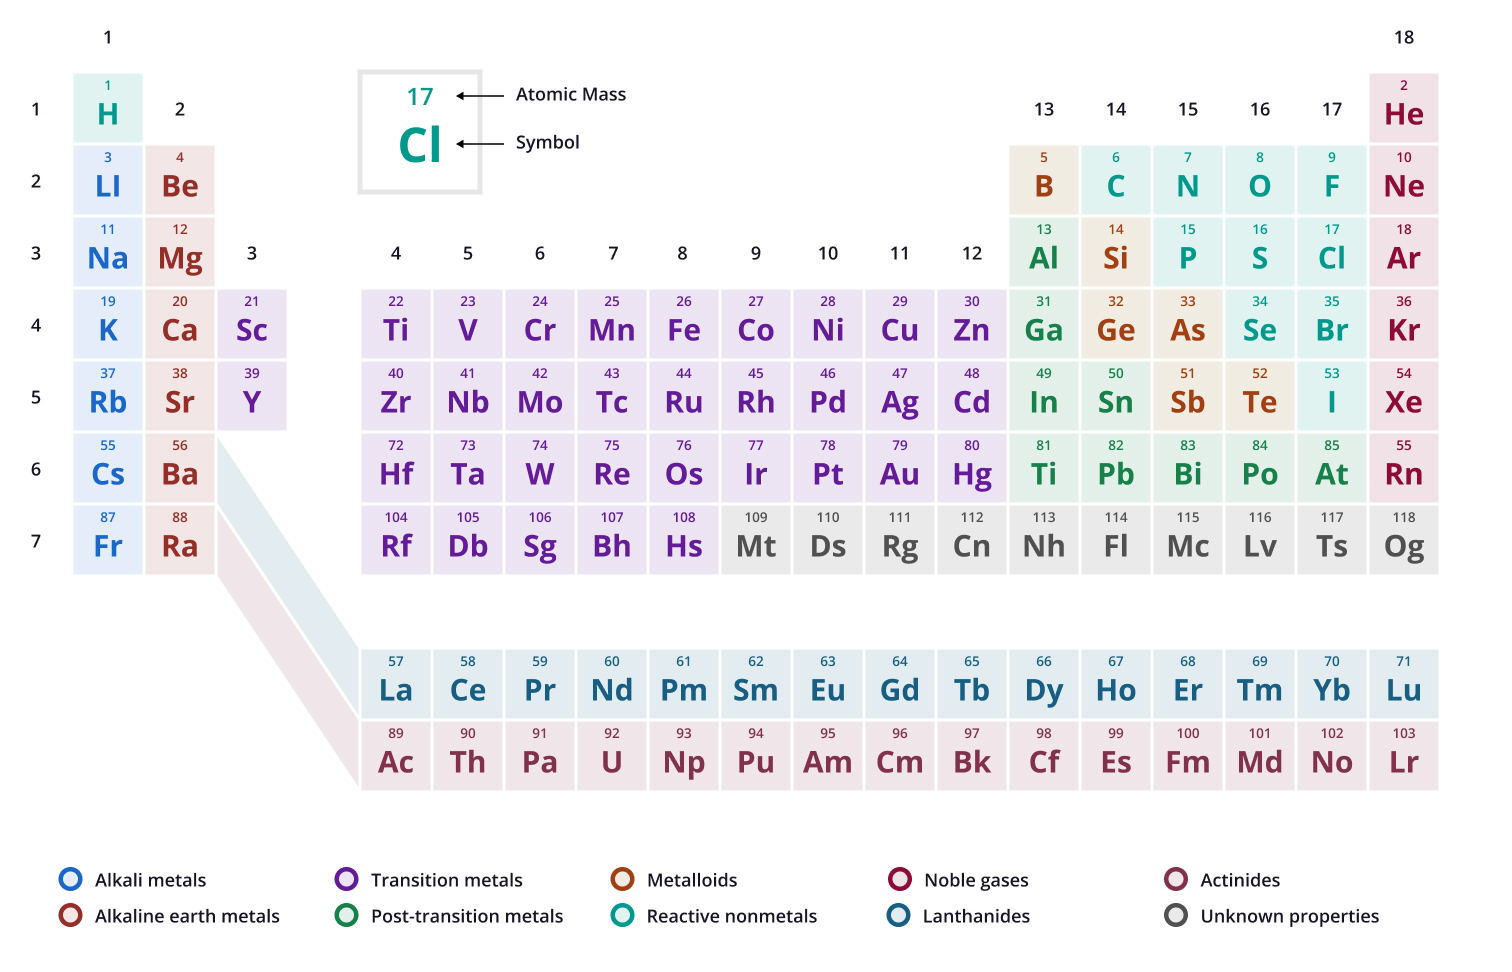 1 18
1 2 13 14 15 16 17
1 2
H He
17 Atomic Mass
Cl Symbol
2
3 4 5 6 7 8 9 10
LI Be B C N O F Ne
3 3 4 5 6 7 8 9 10 11 12
11 12 13 14 15 16 17 18
Na Mg Al Si P S Cl Ar
4
19 20 21 22 23 24 25 26 27 28 29 30 31 32 33 34 35 36
K Ca Sc Ti V Cr Mn Fe Co Ni Cu Zn Ga Ge As Se Br Kr
5
37 38 39 40 41 42 43 44 45 46 47 48 49 50 51 52 53 54
Rb Sr Y Zr Nb Mo Tc Ru Rh Pd Ag Cd In Sn Sb Te I Xe
6
55 56 72 73 74 75 76 77 78 79 80 81 82 83 84 85 55
Cs Ba Hf Ta W Re Os Ir Pt Au Hg Ti Pb Bi Po At Rn
7
87 88 104 105 106 107 108 109 110 111 112 113 114 115 116 117 118
Fr Ra Rf Db Sg Bh Hs Mt Ds Rg Cn Nh Fl Mc Lv Ts Og
57 58 59 60 61 62 63 64 65 66 67 68 69 70 71
La Ce Pr Nd Pm Sm Eu Gd Tb Dy Ho Er Tm Yb Lu
89 90 91 92 93 94 95 96 97 98 99 100 101 102 103
Ac Th Pa U Np Pu Am Cm Bk Cf Es Fm Md No Lr
Alkali metals Transition metals Metalloids Noble gases Actinides
Alkaline earth metals Post-transition metals Reactive nonmetals Lanthanides Unknown properties